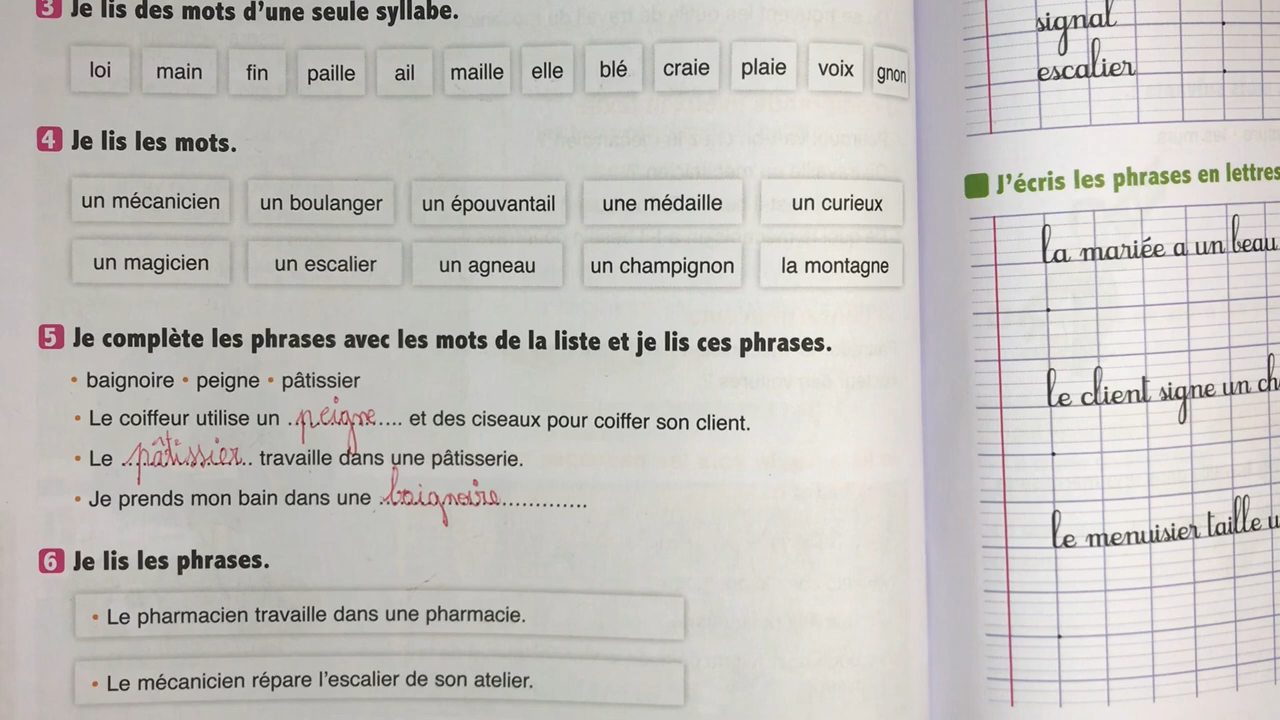 3 Je lis des mots d'une seule syllabe.
loi main fin paille ail maille elle blé craie plaie voix gnon
4 Je lis les mots.
un mécanicien un boulanger un épouvantail une médaille un curieux
un magicien un escalier un agneau un champignon la montagne
5 Je complète les phrases avec les mots de la liste et je lis ces phrases.
• baignoire • peigne • pâtissier
• Le coiffeur utilise un ..peigne.... et des ciseaux pour coiffer son client.
• Le ..pâtissier.. travaille dans une pâtisserie.
• Je prends mon bain dans une ..baignoire.............
6 Je lis les phrases.
• Le pharmacien travaille dans une pharmacie.
• Le mécanicien répare l'escalier de son atelier.
signal
escalier
J'écris les phrases en lettres
la mariée a un beau
le client signe un
le menuisier taille